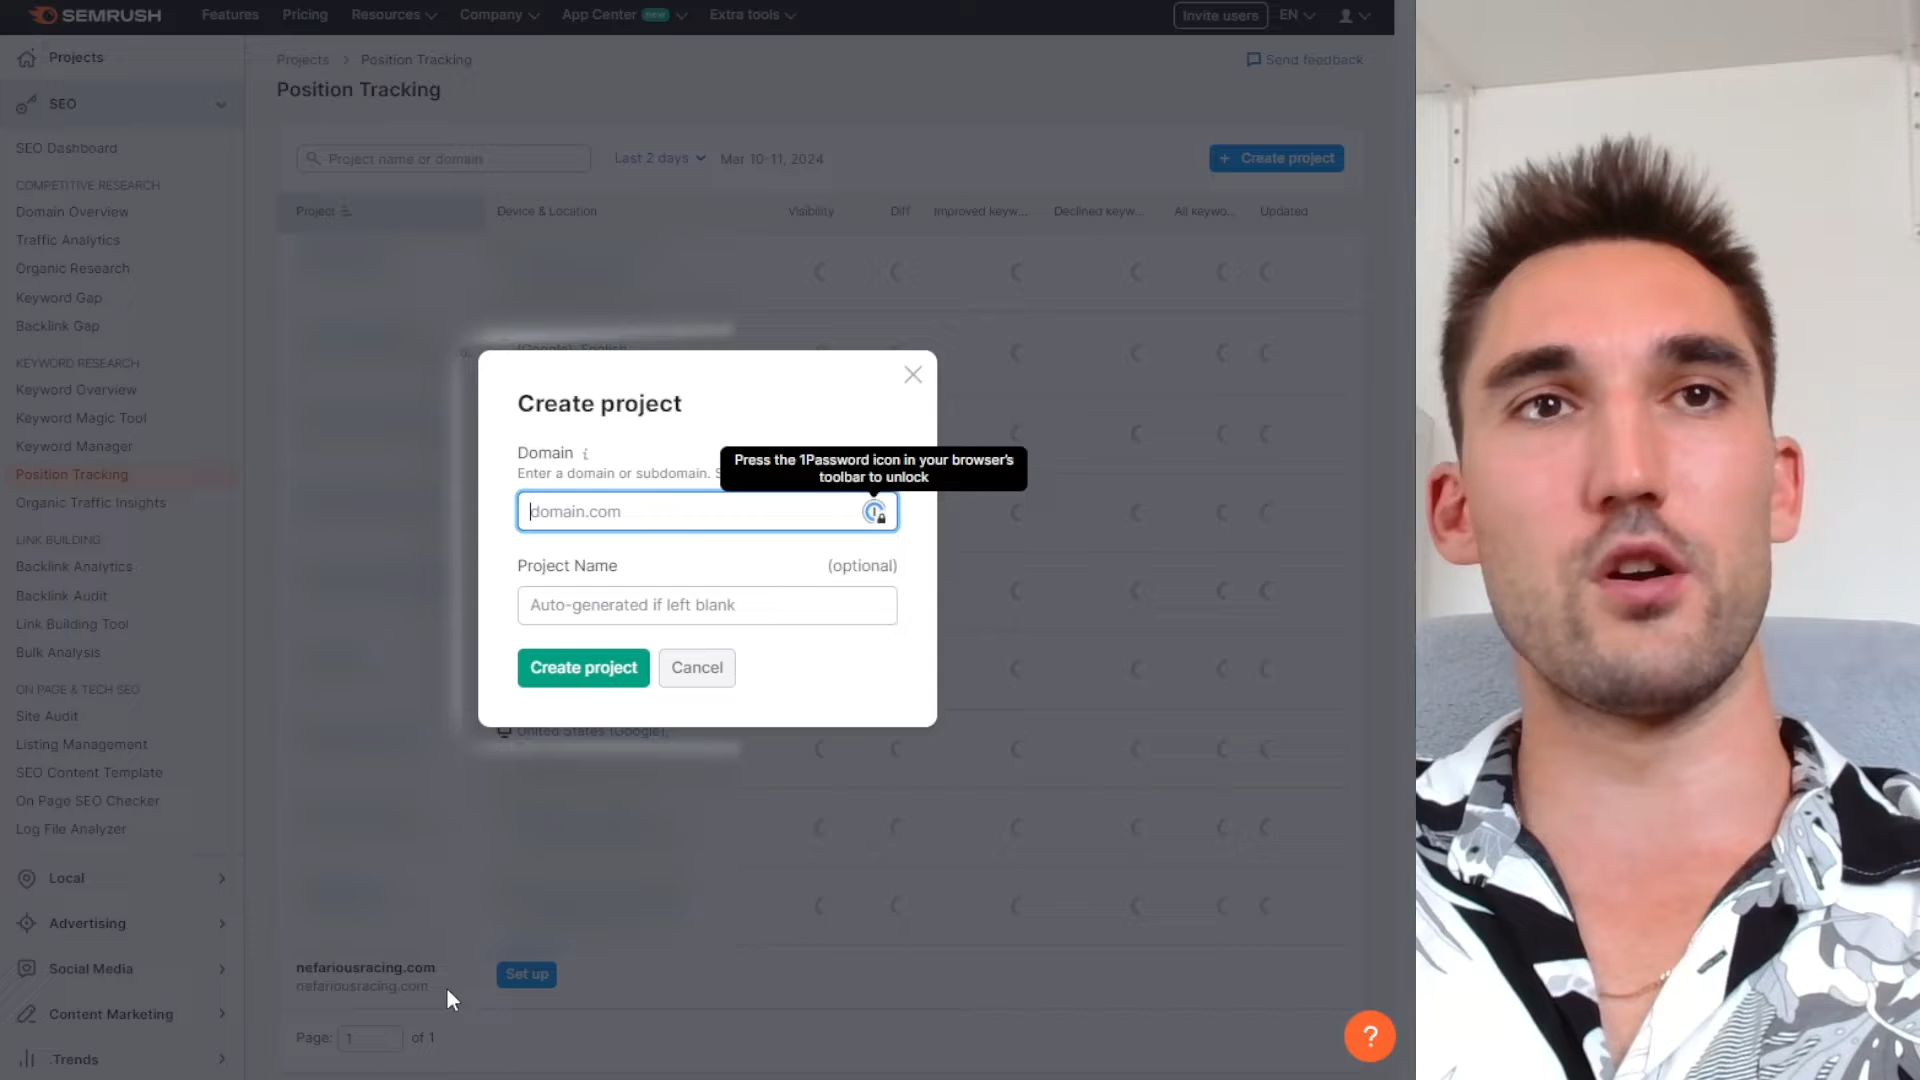 SEMRUSH
Features
Pricing
Resources
Company
App Center new
Extra tools
Invite users
EN
Projects
SEO
SEO Dashboard
COMPETITIVE RESEARCH
Domain Overview
Traffic Analytics
Organic Research
Keyword Gap
Backlink Gap
KEYWORD RESEARCH
Keyword Overview
Keyword Magic Tool
Keyword Manager
Position Tracking
Organic Traffic Insights
LINK BUILDING
Backlink Analytics
Backlink Audit
Link Building Tool
Bulk Analysis
ON PAGE & TECH SEO
Site Audit
Listing Management
SEO Content Template
On Page SEO Checker
Log File Analyzer
Local
Advertising
Social Media
Content Marketing
.Trends
Projects > Position Tracking
Send feedback
Position Tracking
Project name or domain
Last 2 days
Mar 10-11, 2024
+ Create project
Project
Device & Location
Visibility
Diff
Improved keyw...
Declined keyw...
All keywo...
Updated
(Google), English
Create project
Domain i
Enter a domain or subdomain.
Press the 1Password icon in your browser's
toolbar to unlock
domain.com
Project Name
(optional)
Auto-generated if left blank
Create project
Cancel
United States (Google),
nefariousracing.com
nefariousracing.com
Set up
Page: 1 of 1
?